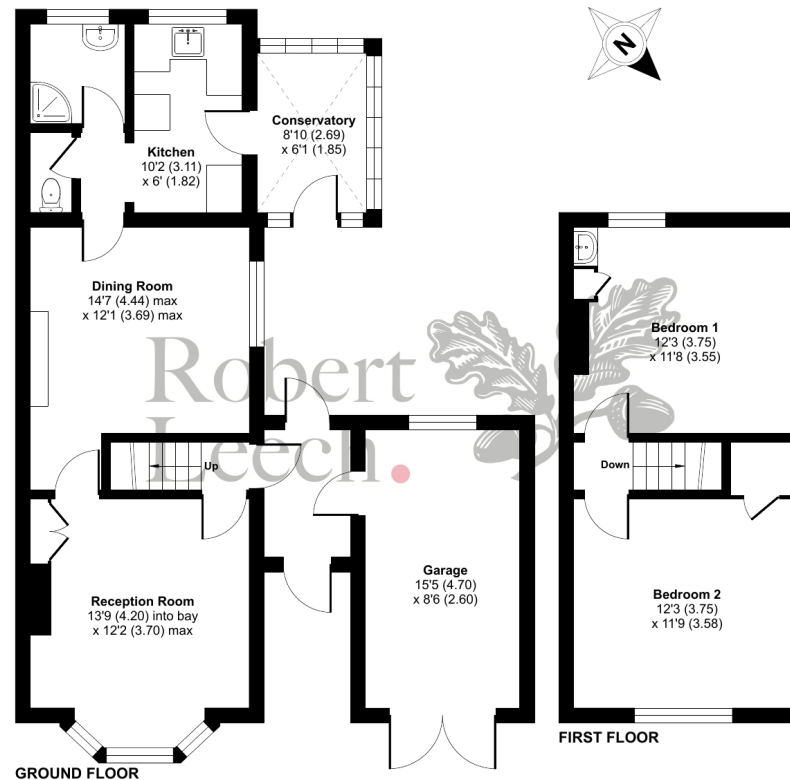 N
Conservatory
8'10 (2.69)
x 6'1 (1.85)
Kitchen
10'2 (3.11)
x 6' (1.82)
Dining Room
14'7 (4.44) max
x 12'1 (3.69) max
Bedroom 1
12'3 (3.75)
x 11'8 (3.55)
Robert
Leech.
Up
Down
Garage
15'5 (4.70)
x 8'6 (2.60)
Reception Room
13'9 (4.20) into bay
x 12'2 (3.70) max
Bedroom 2
12'3 (3.75)
x 11'9 (3.58)
FIRST FLOOR
GROUND FLOOR